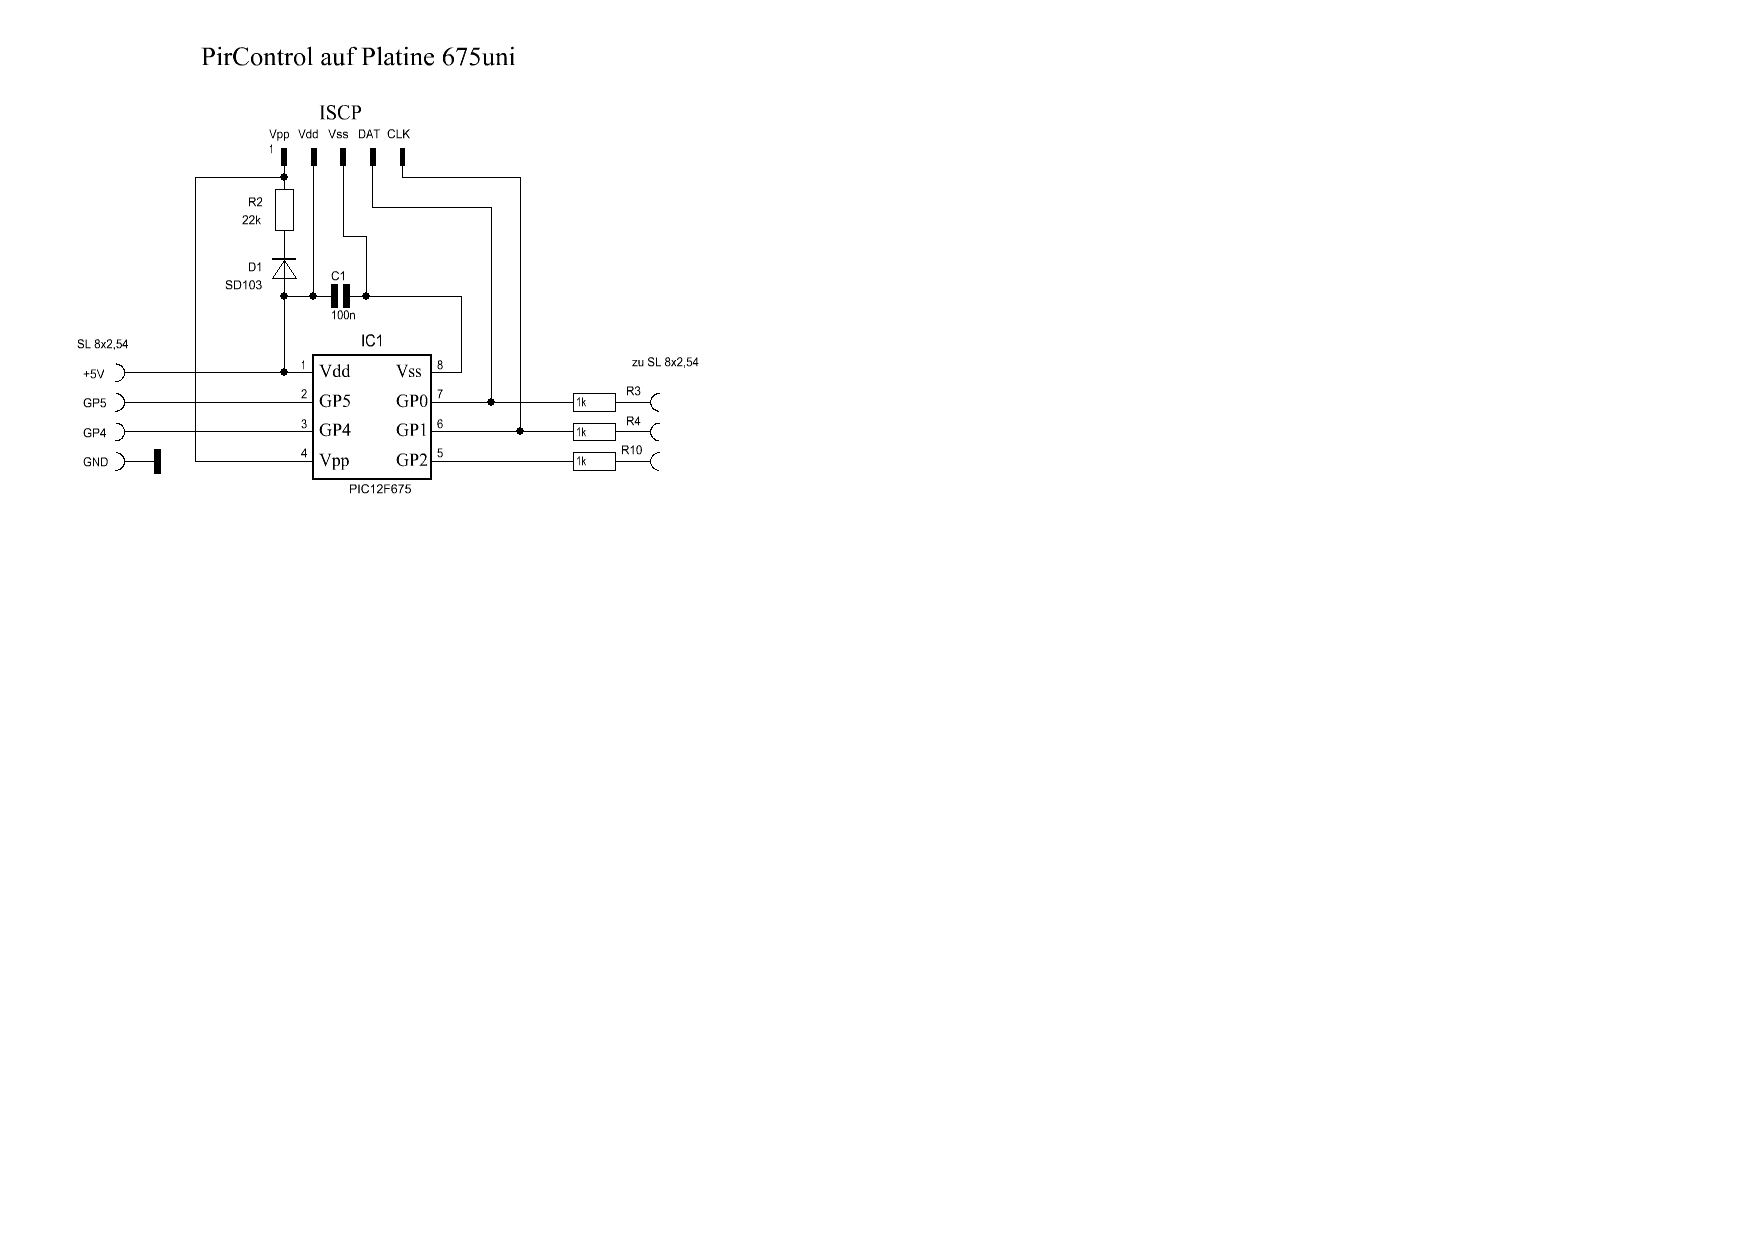 PirControl auf Platine 675uni
ISCP
Vpp Vdd Vss DAT CLK
1
R2
22k
D1
SD103
C1
100n
IC1
SL 8x2,54
zu SL 8x2,54
+5V
1 Vdd Vss 8
GP5
2 GP5 GP0 7
1k
R3
GP4
3 GP4 GP1 6
1k
R4
GND
4 Vpp GP2 5
1k
R10
PIC12F675